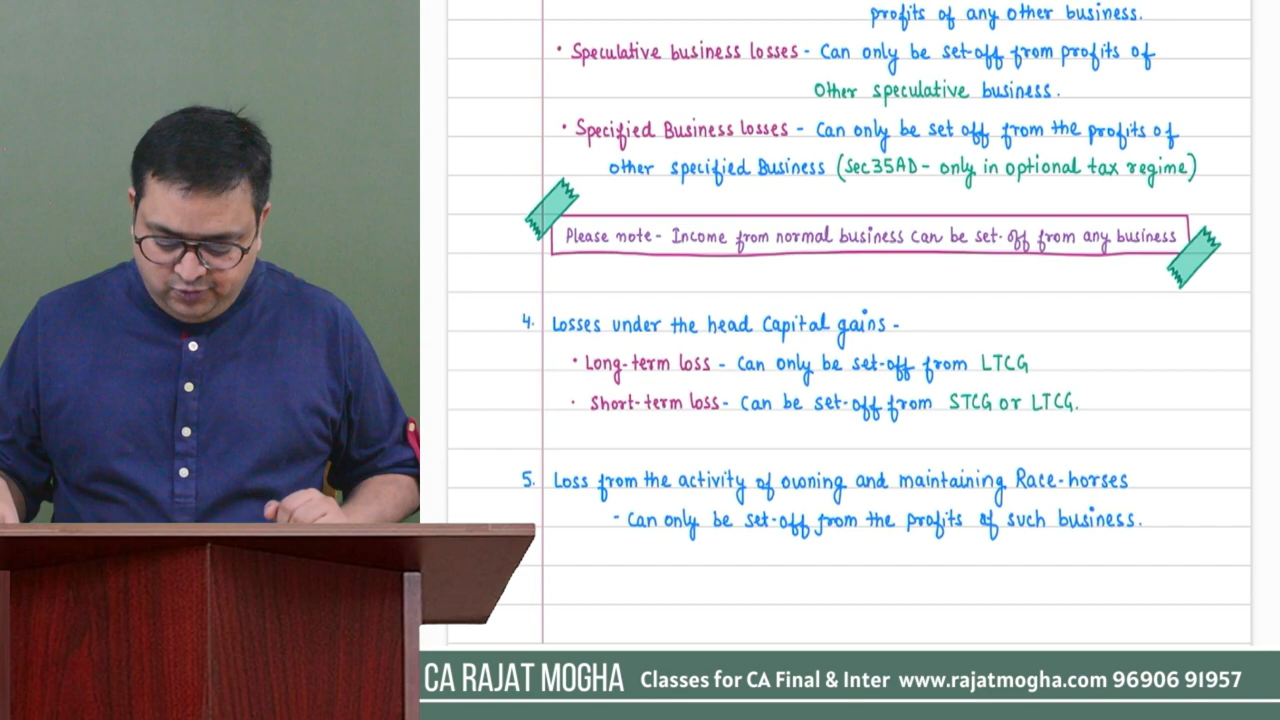 profits of any other business.
• Speculative business losses - Can only be set-off from profits of
Other speculative business.
• Specified Business losses - Can only be set off from the profits of
other specified Business (Sec35AD - only in optional tax regime)
Please note - Income from normal business can be set-off from any business
4. Losses under the head Capital gains -
• Long-term loss - Can only be set-off from LTCG
• Short-term loss - Can be set-off from STCG or LTCG.
5. Loss from the activity of owning and maintaining Race-horses
- Can only be set-off from the profits of such business.
CA RAJAT MOGHA Classes for CA Final & Inter www.rajatmogha.com 96906 91957